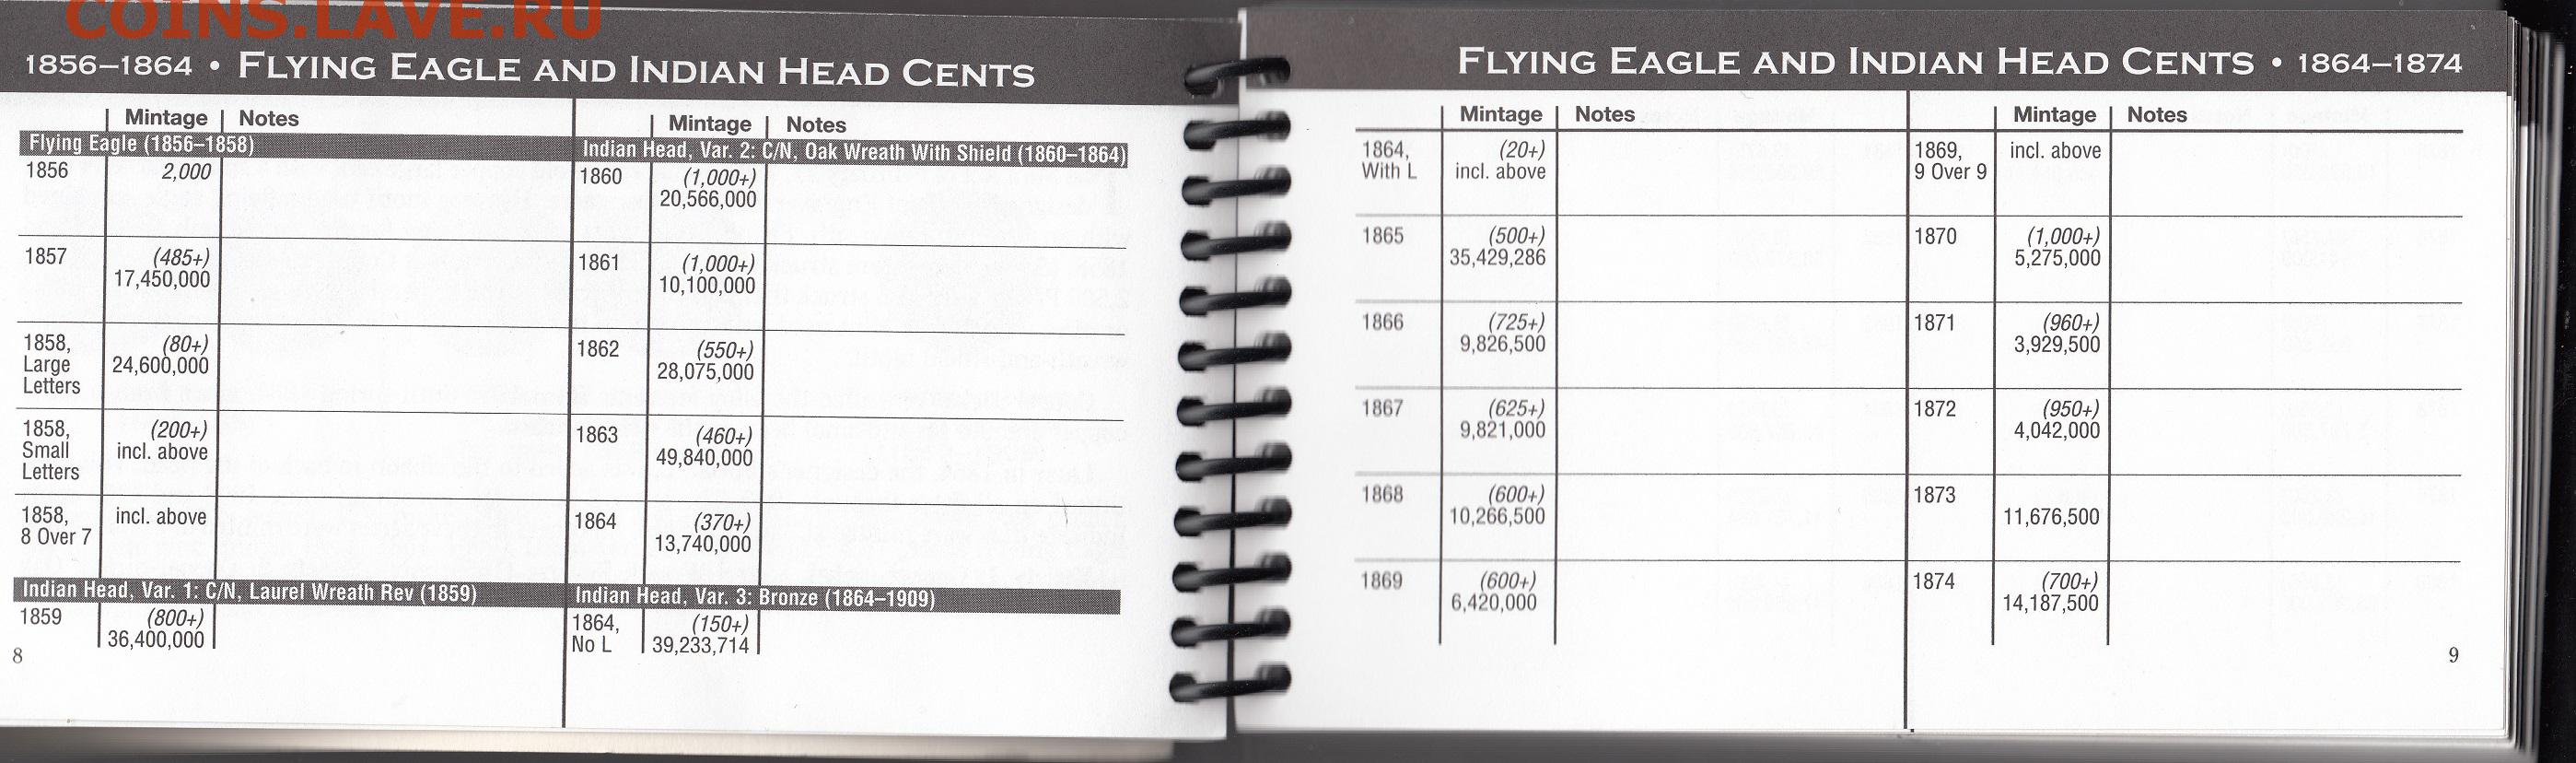 COINS.LAVE.RU
1856–1864 • FLYING EAGLE AND INDIAN HEAD CENTS
Mintage Notes
Flying Eagle (1856–1858)
1856 2,000
1857 (485+)
17,450,000
1858, (80+)
Large 24,600,000
Letters
1858, (200+)
Small incl. above
Letters
1858, incl. above
8 Over 7
Indian Head, Var. 1: C/N, Laurel Wreath Rev (1859)
1859 (800+)
36,400,000
8
Mintage Notes
Indian Head, Var. 2: C/N, Oak Wreath With Shield (1860–1864)
1860 (1,000+)
20,566,000
1861 (1,000+)
10,100,000
1862 (550+)
28,075,000
1863 (460+)
49,840,000
1864 (370+)
13,740,000
Indian Head, Var. 3: Bronze (1864–1909)
1864, (150+)
No L 39,233,714
FLYING EAGLE AND INDIAN HEAD CENTS • 1864–1874
Mintage Notes
1864, (20+)
With L incl. above
1865 (500+)
35,429,286
1866 (725+)
9,826,500
1867 (625+)
9,821,000
1868 (600+)
10,266,500
1869 (600+)
6,420,000
Mintage Notes
1869, incl. above
9 Over 9
1870 (1,000+)
5,275,000
1871 (960+)
3,929,500
1872 (950+)
4,042,000
1873
11,676,500
1874 (700+)
14,187,500
9